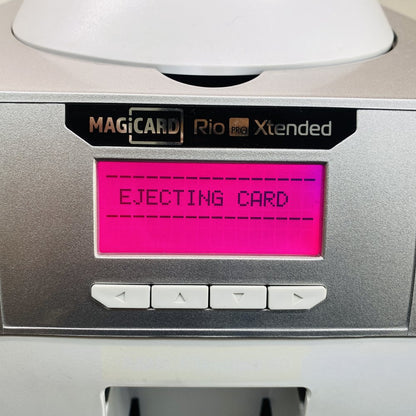 MAGiCARD Rio PRO Xtended
EJECTING CARD